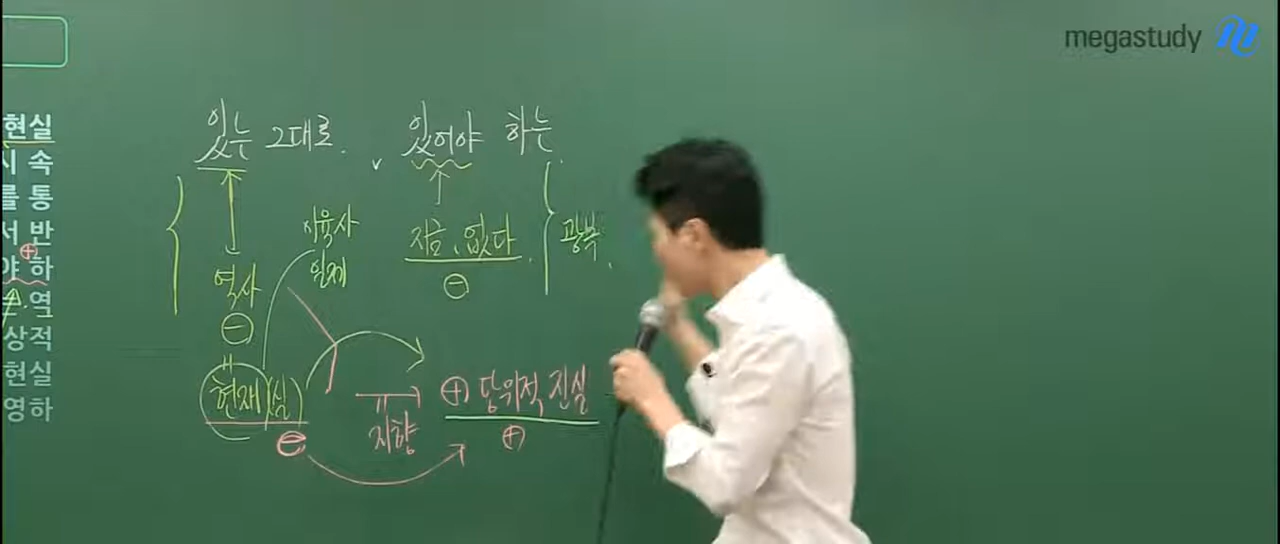 megastudy
현실
시 속
를 통
서 반
⊕
야 하
역
상적
현실
영하
있는 그대로.
있어야 하는.
이육사
일제
지금, 없다.
⊖
광복.
역사
⊖
현재(실)
⊖
지향
⊕ 당위적 진실
⊕